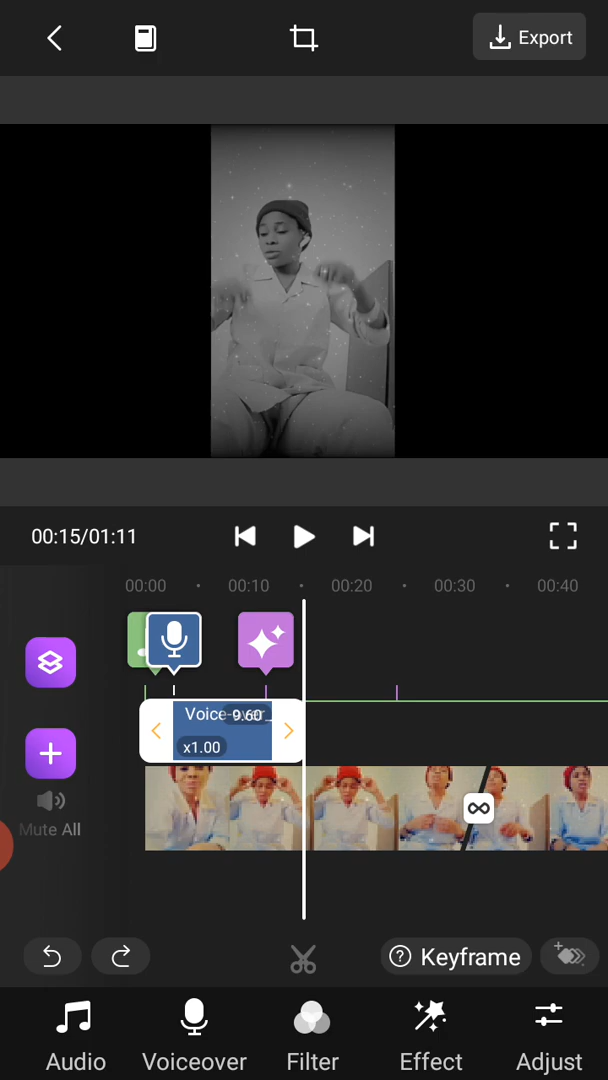 Export
00:15/01:11
00:00 00:10 00:20 00:30 00:40
Voice-over_
9.60
x1.00
Mute All
Keyframe
Audio Voiceover Filter Effect Adjust